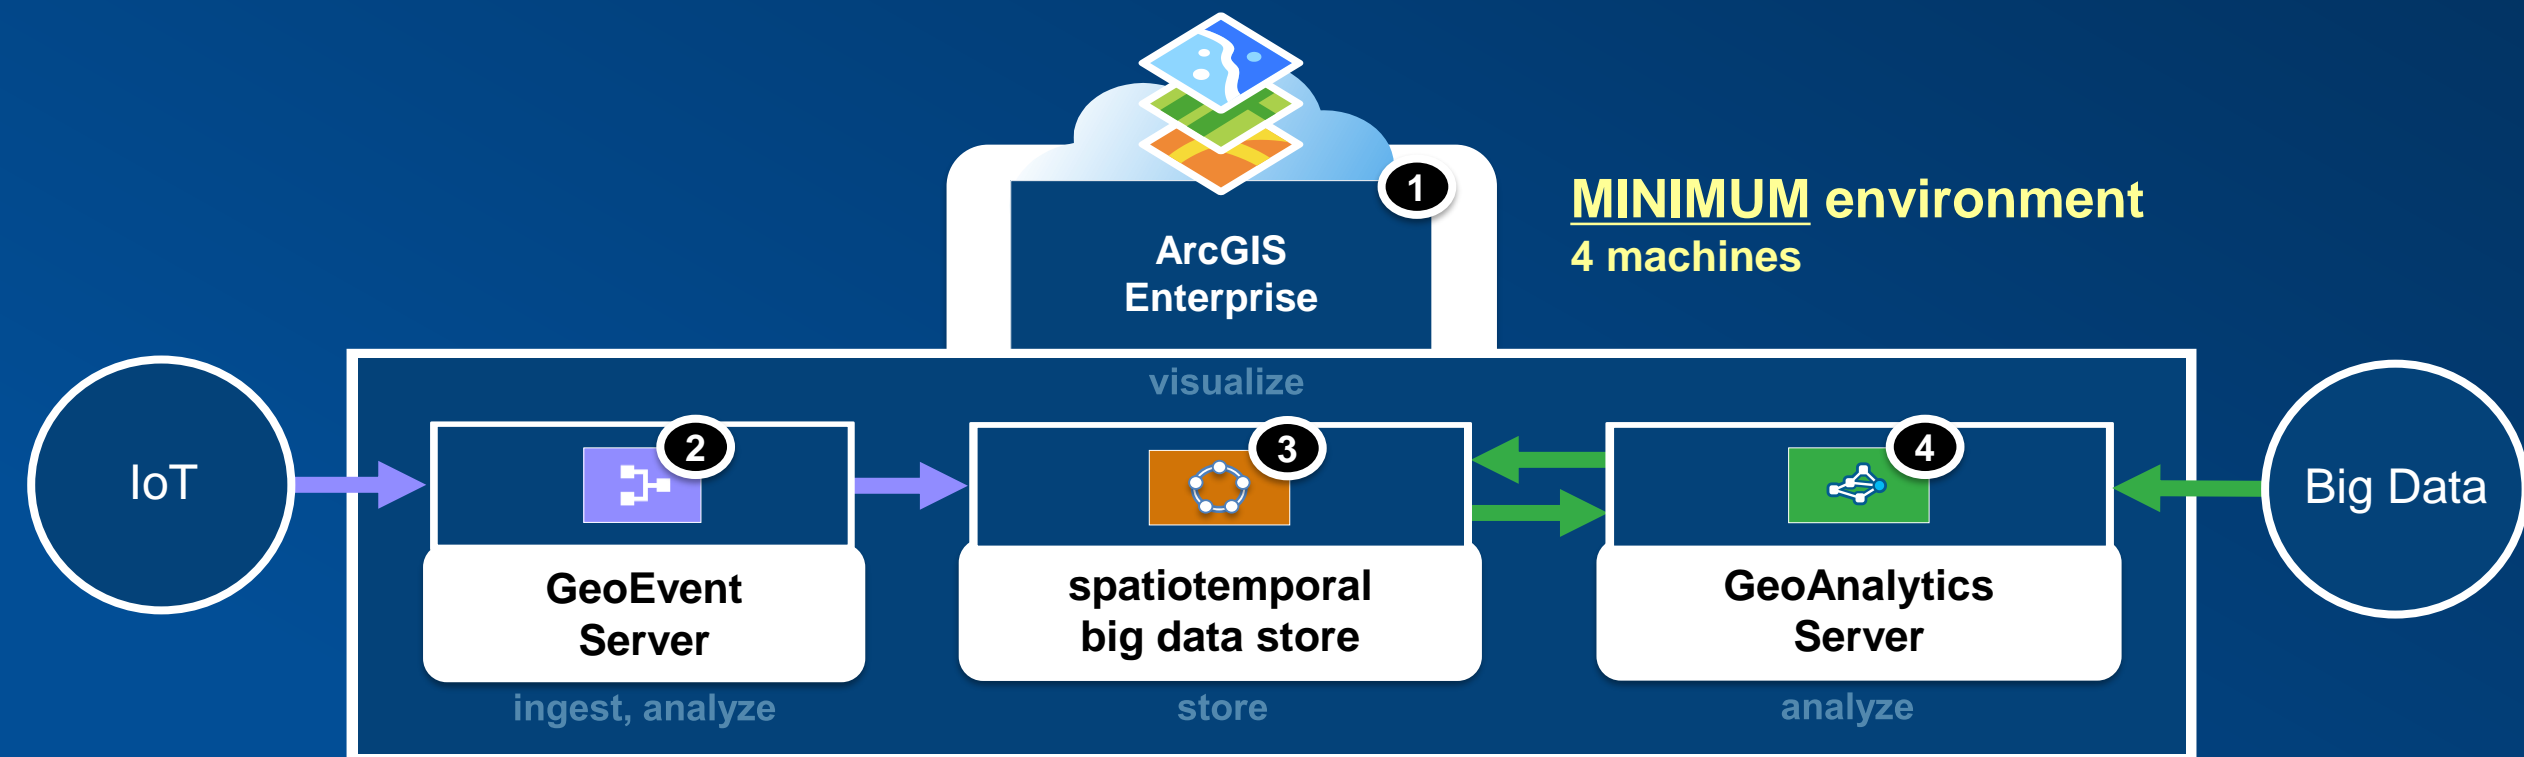 1
ArcGIS
Enterprise
MINIMUM environment
4 machines
visualize
IoT
2
3
4
Big Data
GeoEvent
Server
spatiotemporal
big data store
GeoAnalytics
Server
ingest, analyze
store
analyze